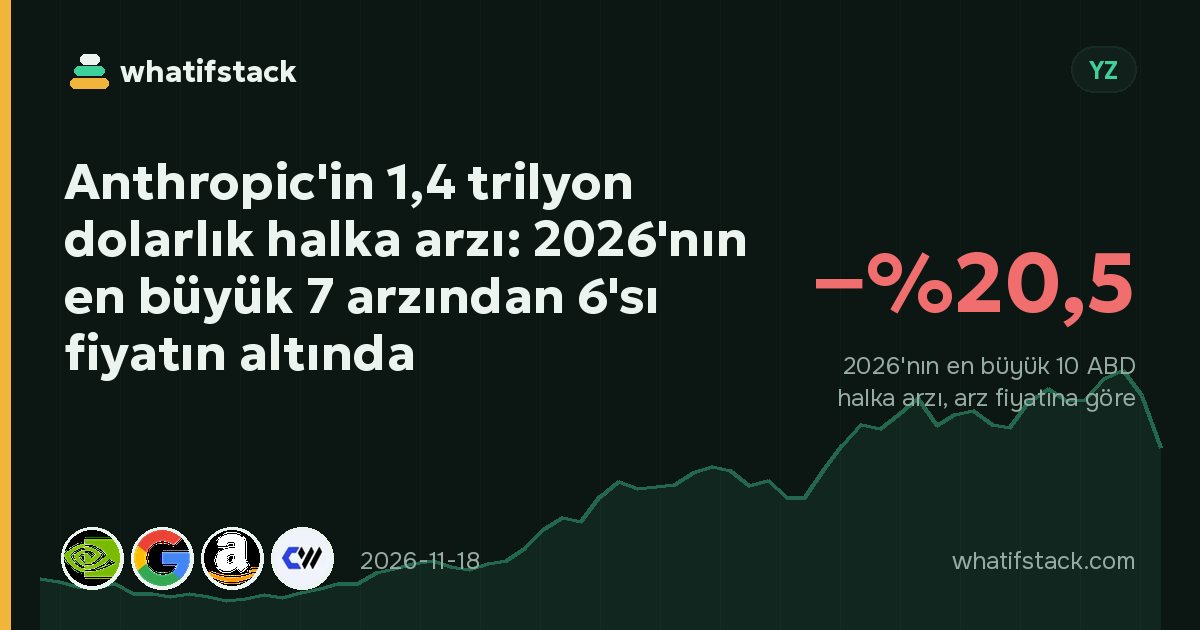 whatifstack
YZ
Anthropic'in 1,4 trilyon
dolarlık halka arzı: 2026'nın
en büyük 7 arzından 6'sı
fiyatın altında
−%20,5
2026'nın en büyük 10 ABD
halka arzı, arz fiyatına göre
2026-11-18
whatifstack.com